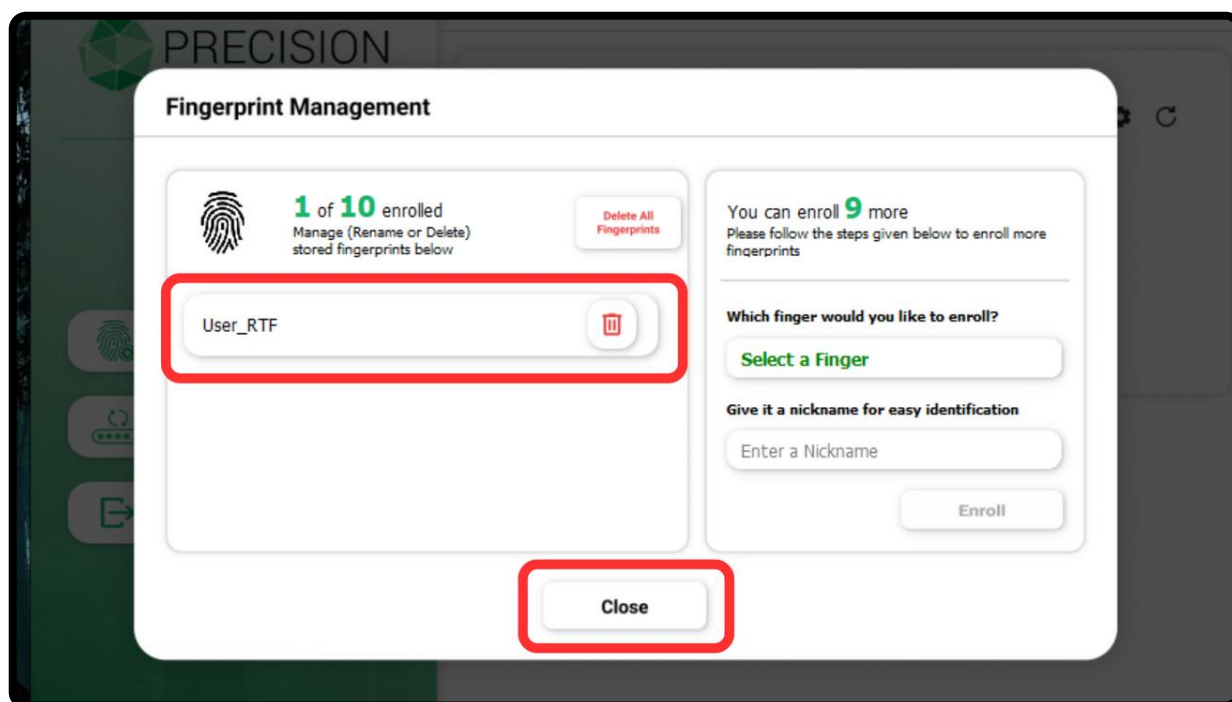 PRECISION
Fingerprint Management
1 of 10 enrolled
Manage (Rename or Delete)
stored fingerprints below
Delete All
Fingerprints
User_RTF
You can enroll 9 more
Please follow the steps given below to enroll more
fingerprints
Which finger would you like to enroll?
Select a Finger
Give it a nickname for easy identification
Enter a Nickname
Enroll
Close